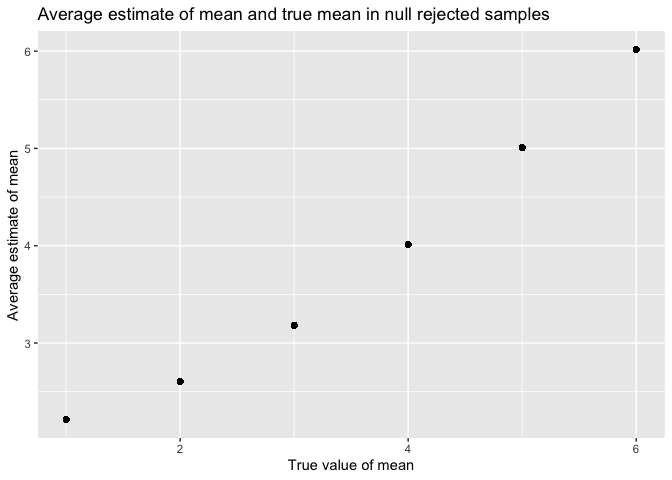 Average estimate of mean and true mean in null rejected samples
6
5
4
3
Average estimate of mean
2 4 6
True value of mean